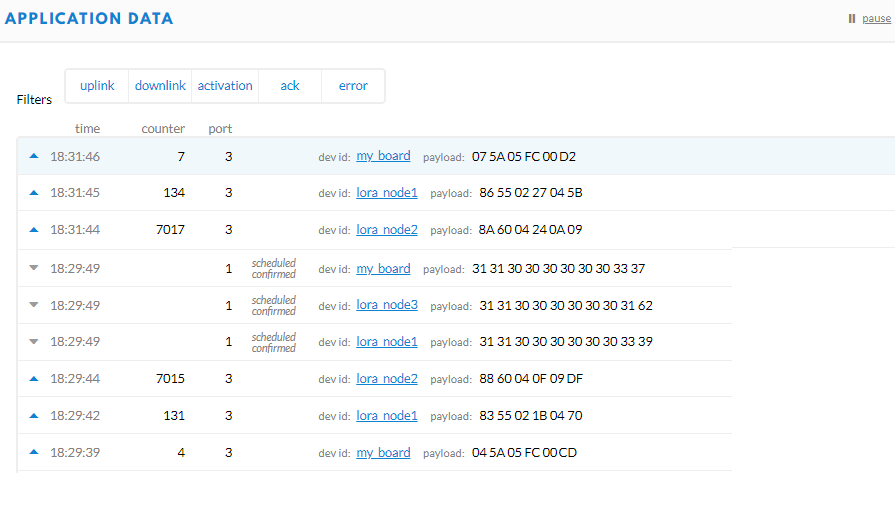 APPLICATION DATA
pause
Filters uplink downlink activation ack error
time counter port
18:31:46 7 3 dev id: my_board payload: 07 5A 05 FC 00 D2
18:31:45 134 3 dev id: lora_node1 payload: 86 55 02 27 04 5B
18:31:44 7017 3 dev id: lora_node2 payload: 8A 60 04 24 0A 09
18:29:49 1 scheduled confirmed dev id: my_board payload: 31 31 30 30 30 30 30 30 33 37
18:29:49 1 scheduled confirmed dev id: lora_node3 payload: 31 31 30 30 30 30 30 30 31 62
18:29:49 1 scheduled confirmed dev id: lora_node1 payload: 31 31 30 30 30 30 30 30 33 39
18:29:44 7015 3 dev id: lora_node2 payload: 88 60 04 0F 09 DF
18:29:42 131 3 dev id: lora_node1 payload: 83 55 02 1B 04 70
18:29:39 4 3 dev id: my_board payload: 04 5A 05 FC 00 CD